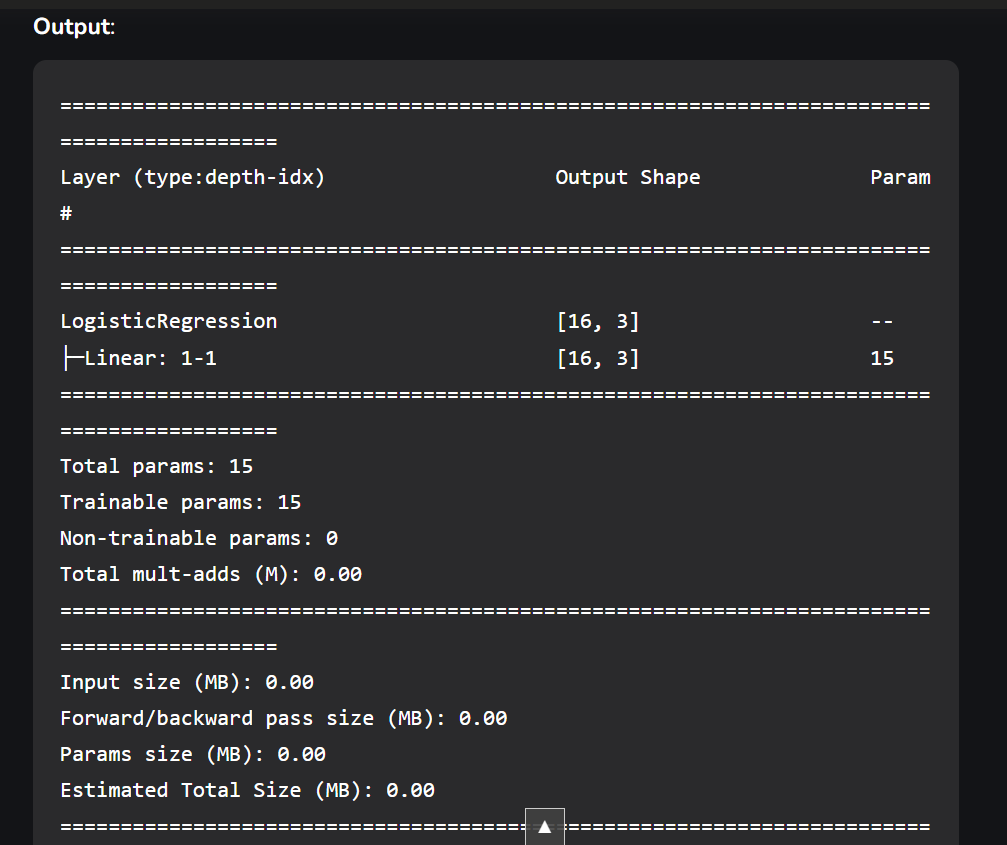 Output:
========================================================================
==================
Layer (type:depth-idx)                   Output Shape              Param
#
========================================================================
==================
LogisticRegression                       [16, 3]                   --
├─Linear: 1-1                            [16, 3]                   15
========================================================================
==================
Total params: 15
Trainable params: 15
Non-trainable params: 0
Total mult-adds (M): 0.00
========================================================================
==================
Input size (MB): 0.00
Forward/backward pass size (MB): 0.00
Params size (MB): 0.00
Estimated Total Size (MB): 0.00
========================================================================